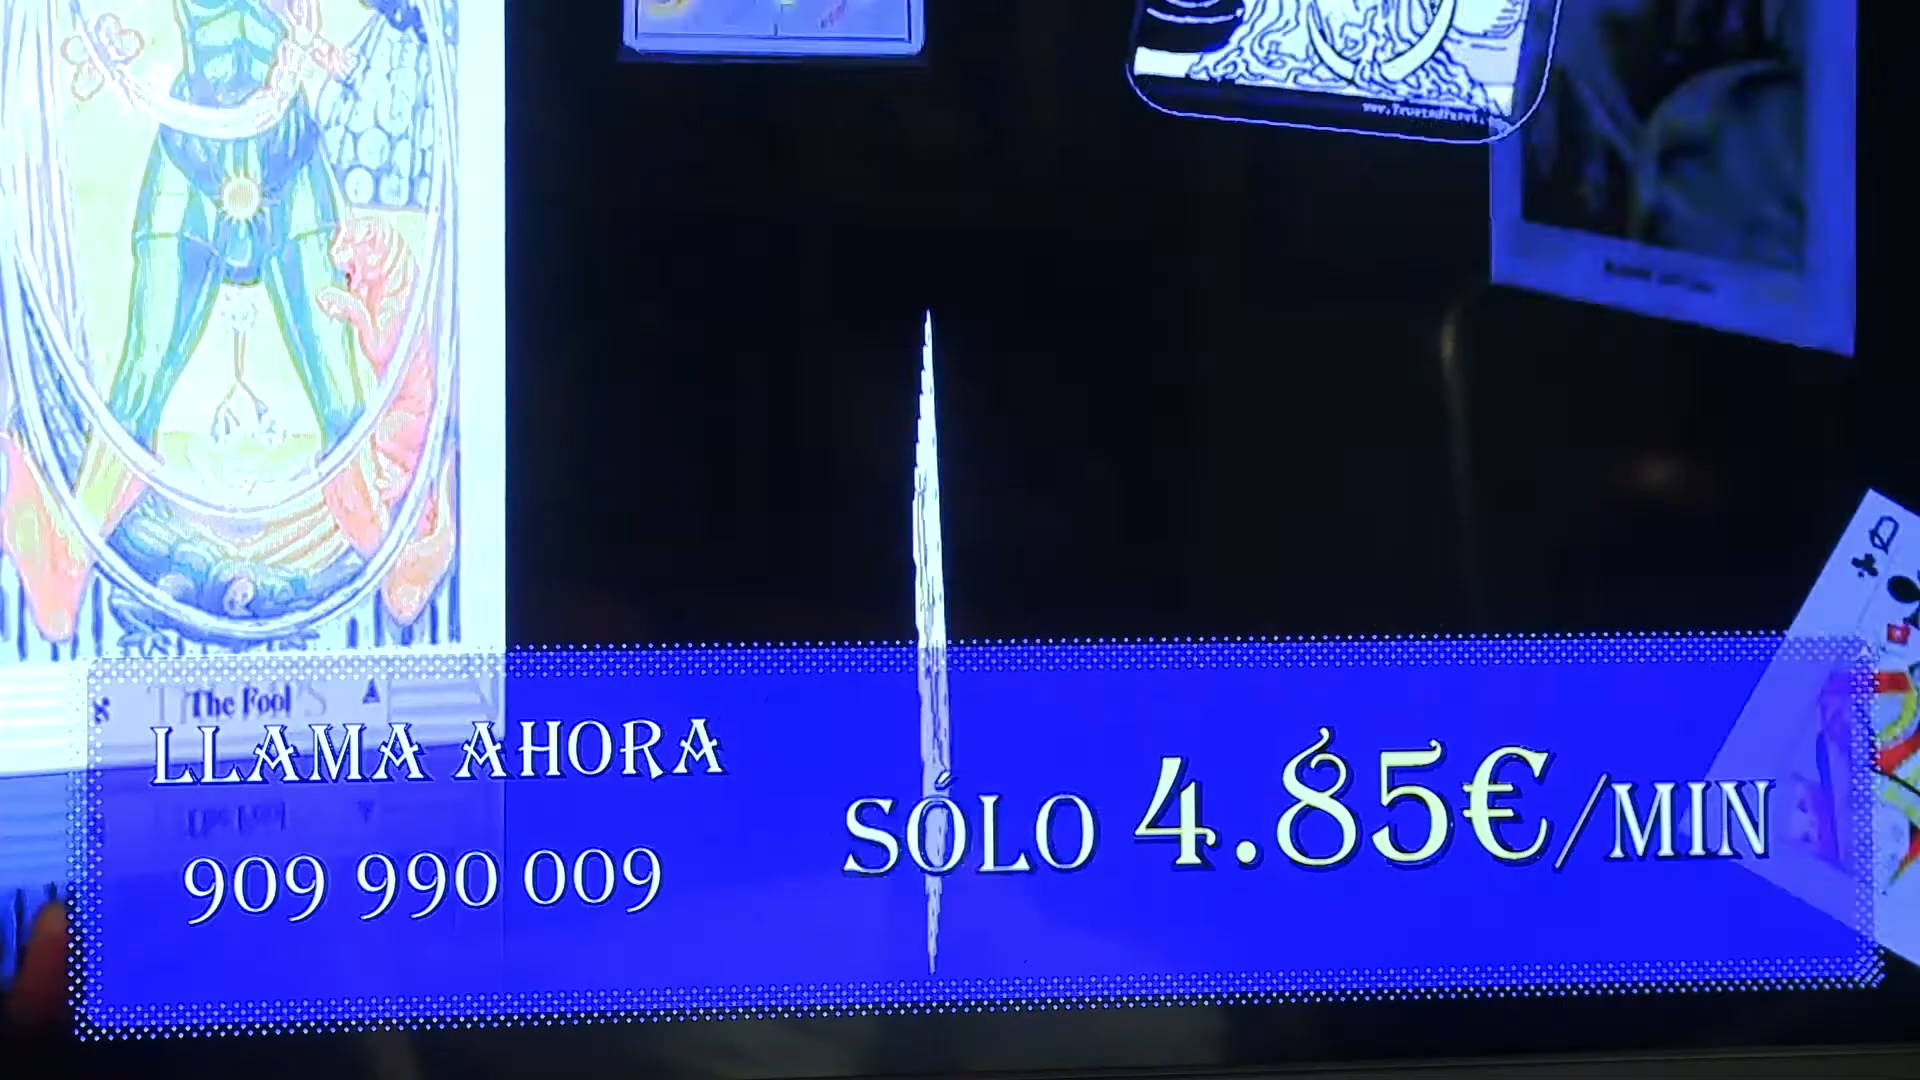 The Fool
LLAMA AHORA
909 990 009
SÓLO 4.85€/MIN
Q